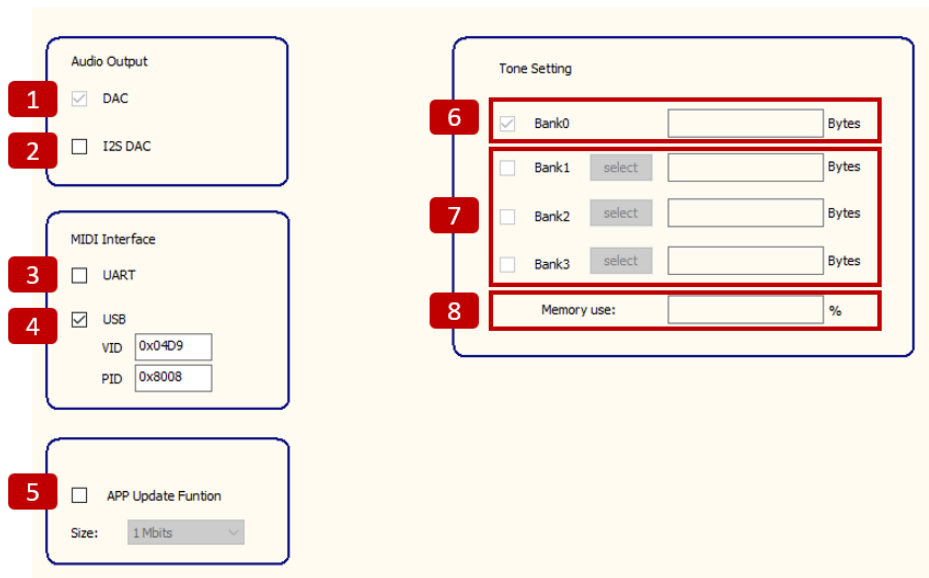 Audio Output
1 DAC
2 I2S DAC
MIDI Interface
3 UART
4 USB
VID 0x04D9
PID 0x8008
5 APP Update Funtion
Size: 1 Mbits
Tone Setting
6 Bank0 Bytes
Bank1 select Bytes
7 Bank2 select Bytes
Bank3 select Bytes
8 Memory use: %